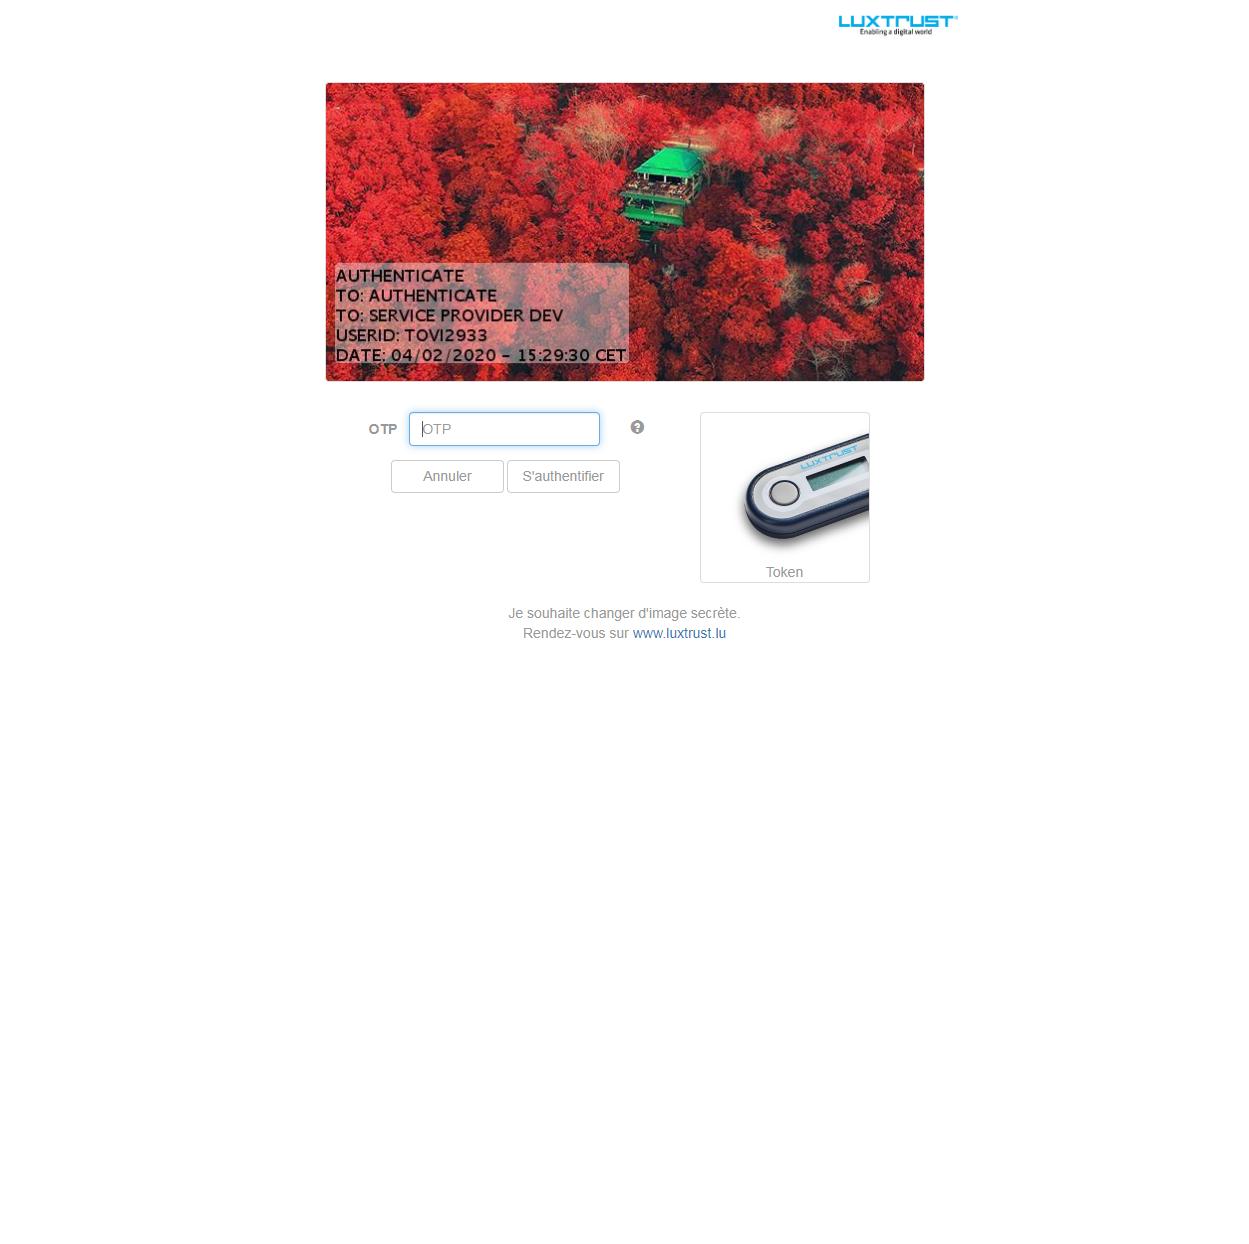 LUXTRUST
Enabling a digital world
AUTHENTICATE
TO: AUTHENTICATE
TO: SERVICE PROVIDER DEV
USERID: TOVI2933
DATE: 04/02/2020 - 15:29:30 CET
OTP OTP
Annuler S'authentifier
LUXTRUST
Token
Je souhaite changer d'image secrète.
Rendez-vous sur www.luxtrust.lu